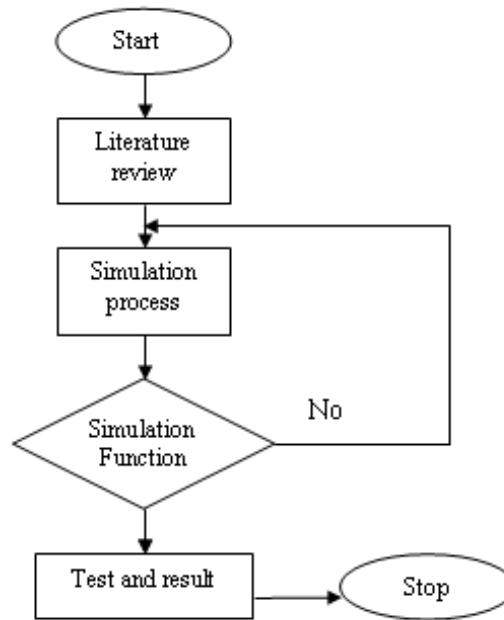 Start
Literature
review
Simulation
process
Simulation
Function
No
Test and result
Stop